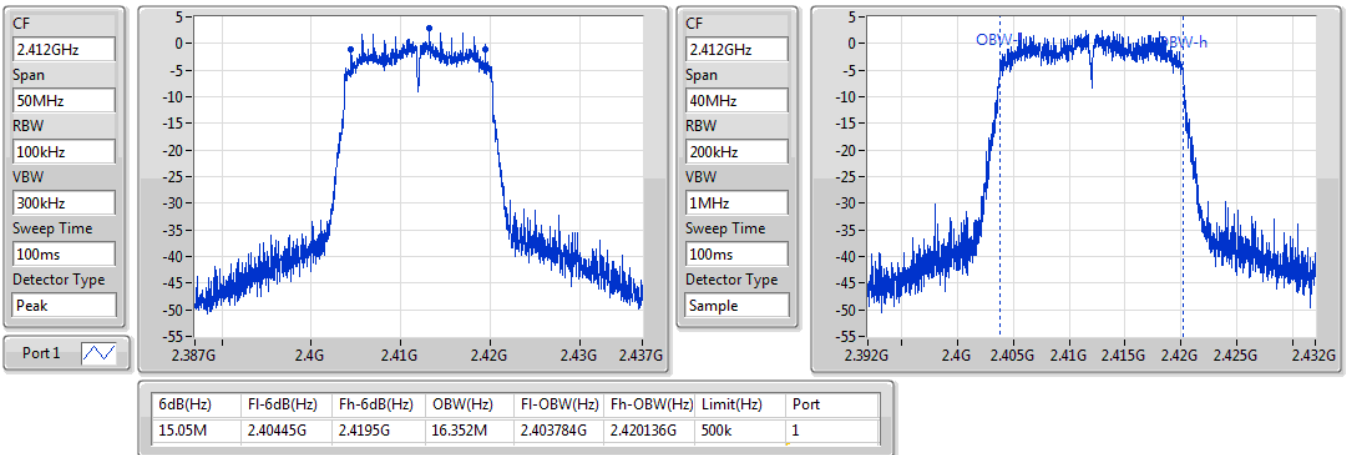 CF
2.412GHz
Span
50MHz
RBW
100kHz
VBW
300kHz
Sweep Time
100ms
Detector Type
Peak
Port 1
5
0
-5
-10
-15
-20
-25
-30
-35
-40
-45
-50
-55
2.387G 2.4G 2.41G 2.42G 2.43G 2.437G
CF
2.412GHz
Span
40MHz
RBW
200kHz
VBW
1MHz
Sweep Time
100ms
Detector Type
Sample
5
0
-5
-10
-15
-20
-25
-30
-35
-40
-45
-50
-55
OBW-h
2.392G 2.4G 2.405G 2.41G 2.415G 2.42G 2.425G 2.432G
6dB(Hz) Fl-6dB(Hz) Fh-6dB(Hz) OBW(Hz) Fl-OBW(Hz) Fh-OBW(Hz) Limit(Hz) Port
15.05M 2.40445G 2.4195G 16.352M 2.403784G 2.420136G 500k 1